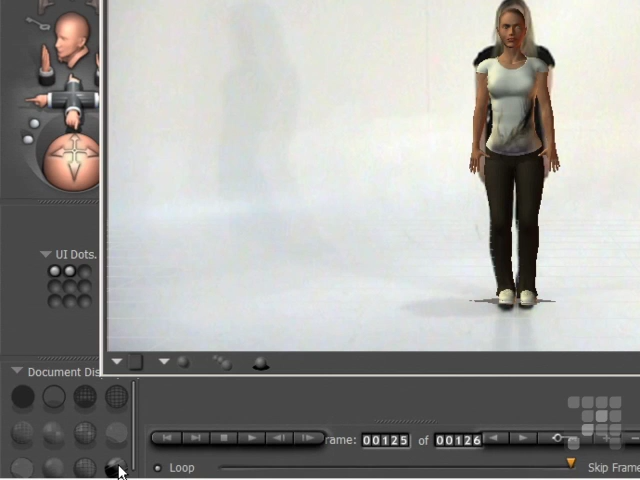 UI Dots.
Document Dis
rame: 00125 of 00126
Loop
Skip Frame